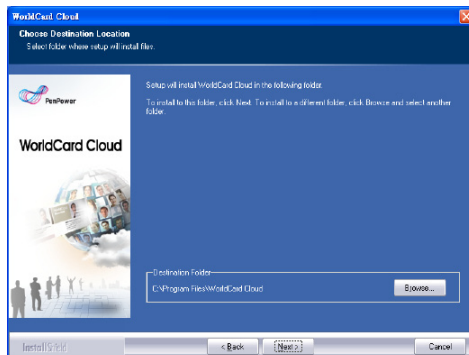 WorldCard Cloud
Choose Destination Location
Select folder where setup will install files.
PenPower
WorldCard Cloud
Setup will install WorldCard Cloud in the following folder.
To install to this folder, click Next. To install to a different folder, click Browse and select another
folder.
Destination Folder
C:\Program Files\WorldCard Cloud
Browse...
InstallShield
< Back
Next >
Cancel